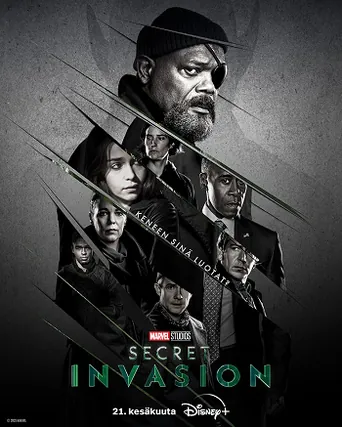 KENEEN SINÄ LUOTAT?
MARVEL STUDIOS
SECRET
INVASION
21. kesäkuuta Disney+